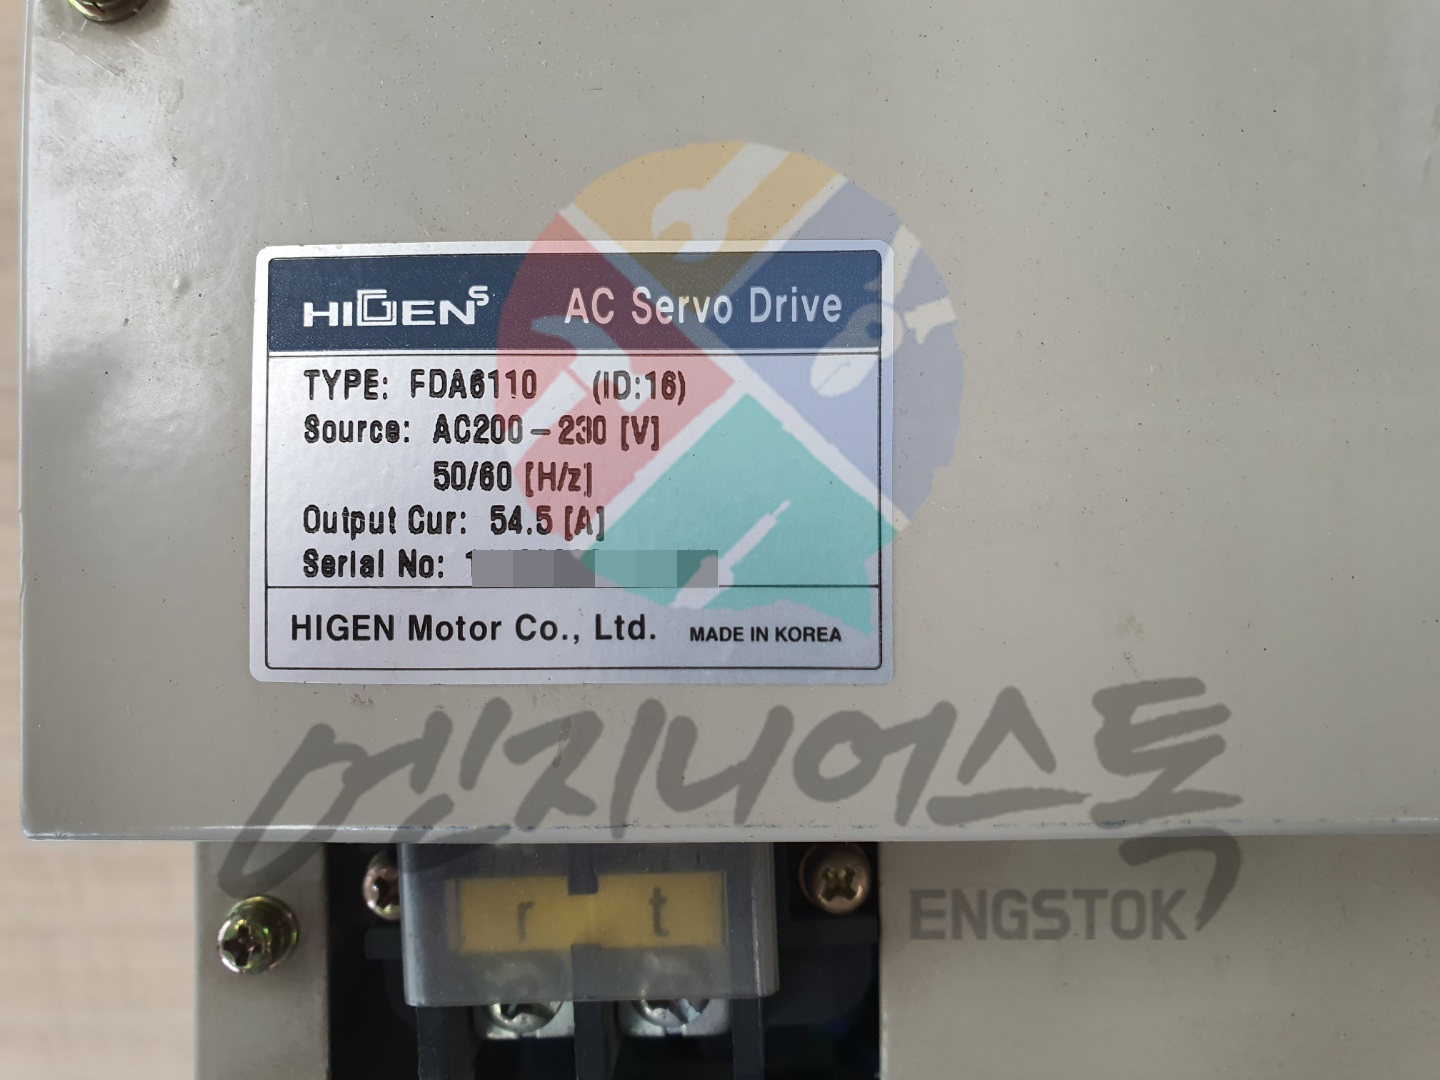 HIGEN S AC Servo Drive
TYPE: FDA6110 (ID:16)
Source: AC200-230 [V]
50/60 [H/z]
Output Cur: 54.5 [A]
Serial No:
HIGEN Motor Co., Ltd. MADE IN KOREA
엔지니어스톡
ENGSTOK
r t